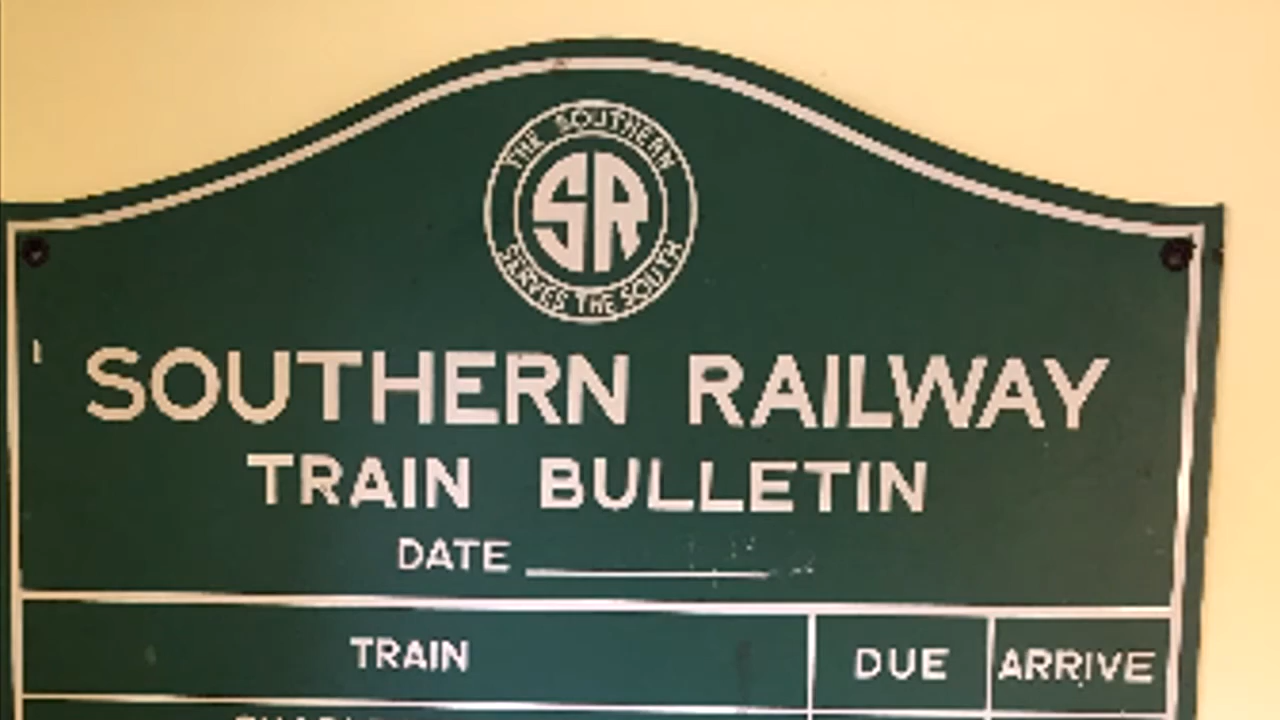 THE SOUTHERN
SR
SERVES THE SOUTH
SOUTHERN RAILWAY
TRAIN BULLETIN
DATE
TRAIN DUE ARRIVE